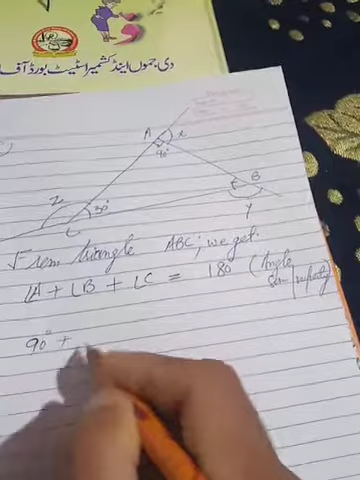 دی جموں اینڈ کشمیر اسٹیٹ بورڈ آف
A x
90°
B
Z 30°
C
y
From triangle ABC; we get.
∠A + ∠B + ∠C = 180° (Angle
sum property)
90° +